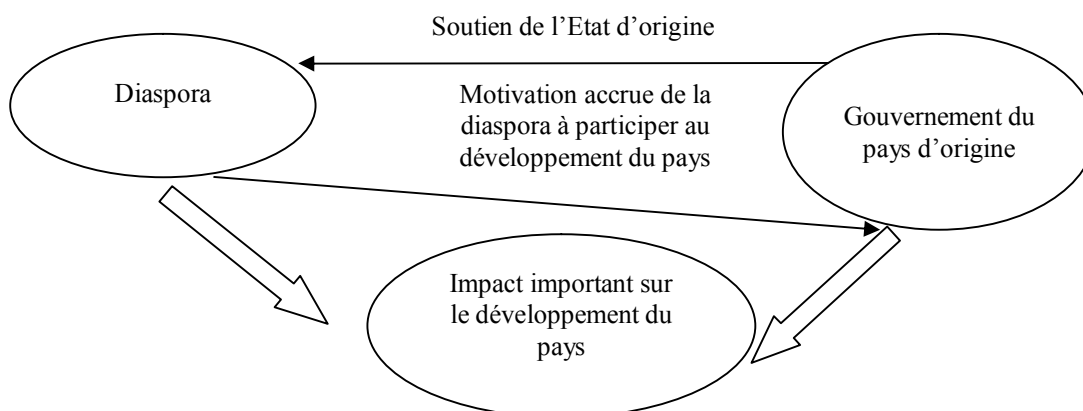 Soutien de l’Etat d’origine
Diaspora
Motivation accrue de la
diaspora à participer au
développement du pays
Gouvernement du
pays d’origine
Impact important sur
le développement du
pays